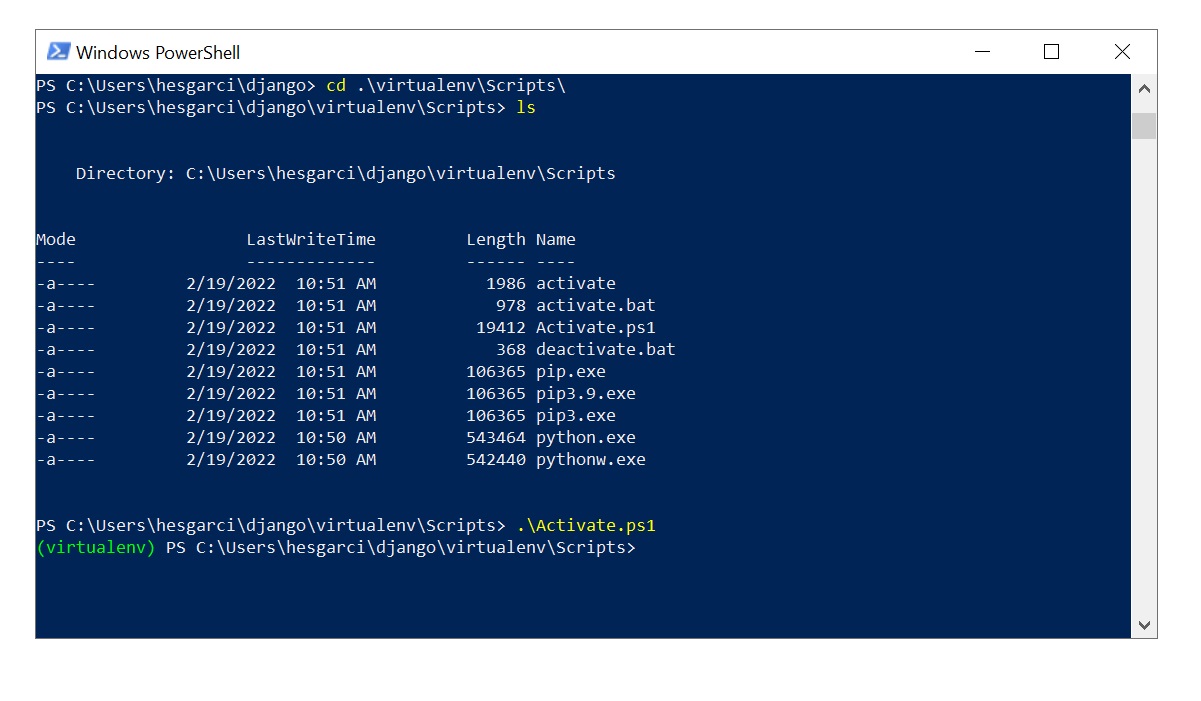 Windows PowerShell
PS C:\Users\hesgarci\django> cd .\virtualenv\Scripts\
PS C:\Users\hesgarci\django\virtualenv\Scripts> ls
Directory: C:\Users\hesgarci\django\virtualenv\Scripts
Mode LastWriteTime Length Name
---- ------------- ------ ----
-a---- 2/19/2022 10:51 AM 1986 activate
-a---- 2/19/2022 10:51 AM 978 activate.bat
-a---- 2/19/2022 10:51 AM 19412 Activate.ps1
-a---- 2/19/2022 10:51 AM 368 deactivate.bat
-a---- 2/19/2022 10:51 AM 106365 pip.exe
-a---- 2/19/2022 10:51 AM 106365 pip3.9.exe
-a---- 2/19/2022 10:51 AM 106365 pip3.exe
-a---- 2/19/2022 10:50 AM 543464 python.exe
-a---- 2/19/2022 10:50 AM 542440 pythonw.exe
PS C:\Users\hesgarci\django\virtualenv\Scripts> .\Activate.ps1
(virtualenv) PS C:\Users\hesgarci\django\virtualenv\Scripts>